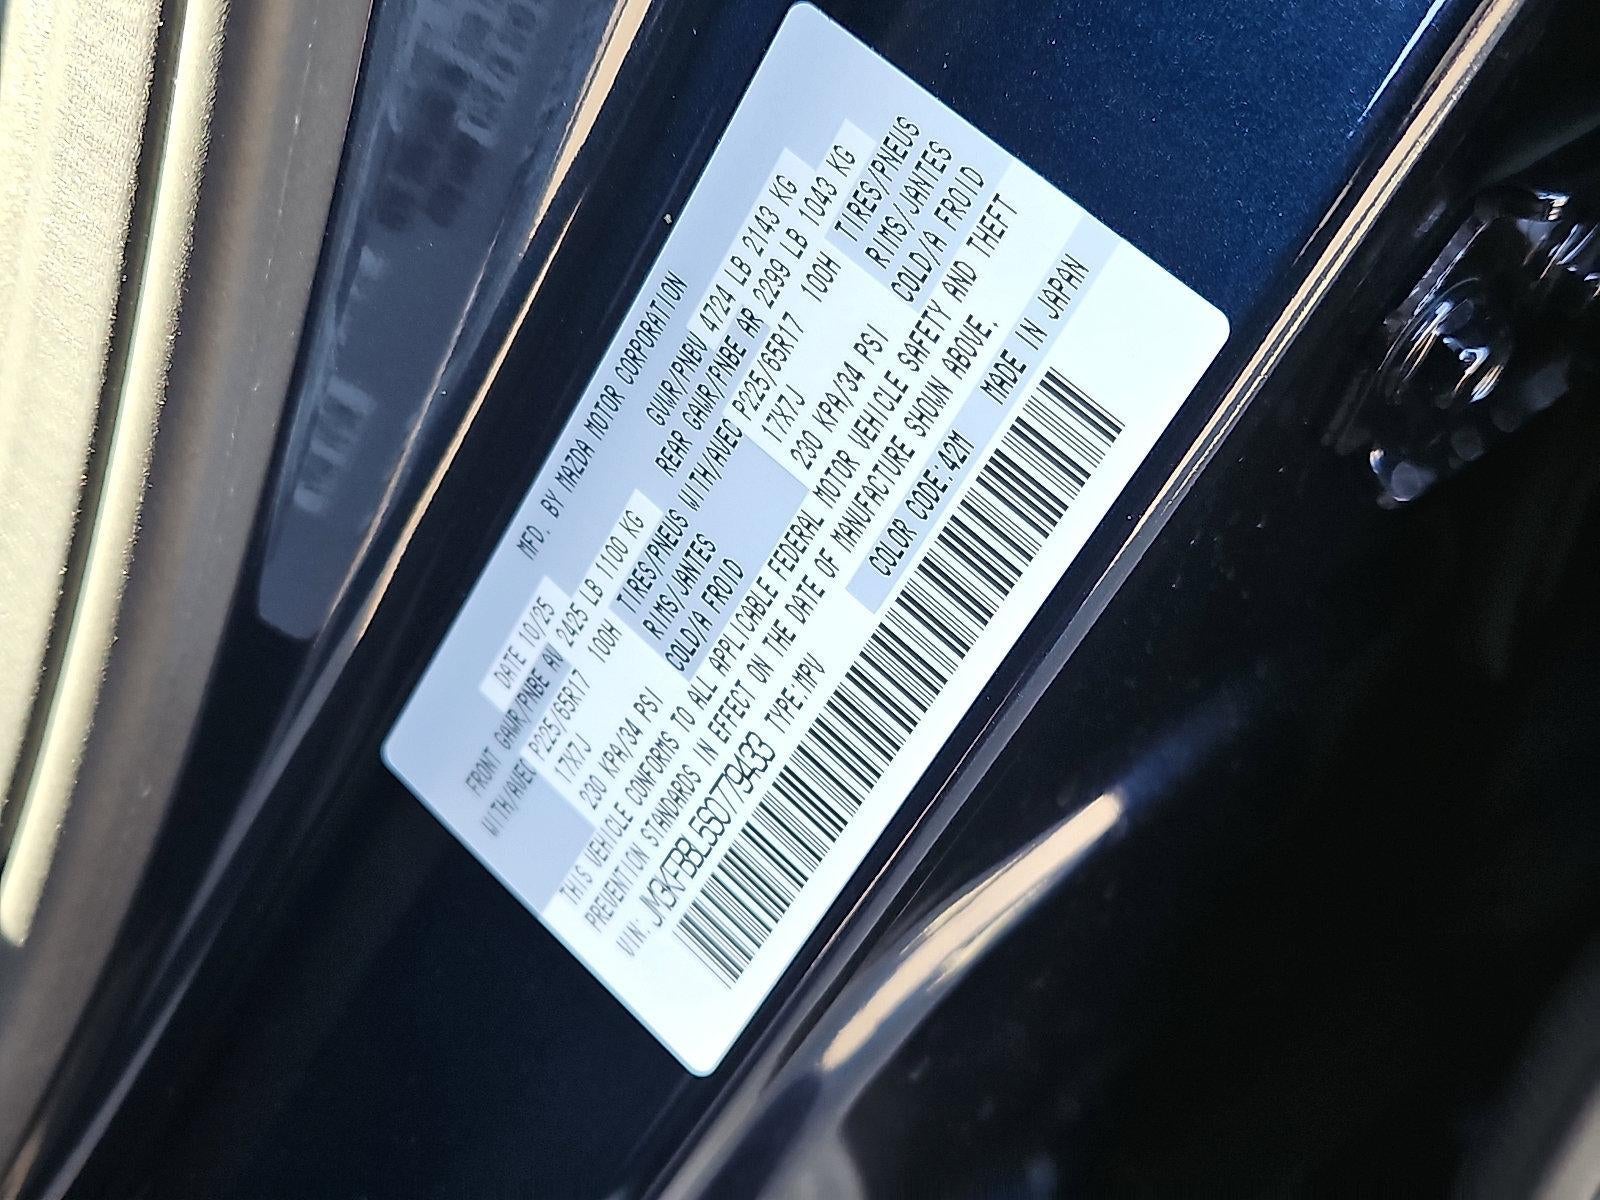 MFD. BY MAZDA MOTOR CORPORATION
DATE 10/25 GVWR/PNBV 4724 LB 2143 KG
FRONT GAWR/PNBE AV 2425 LB 1100 KG REAR GAWR/PNBE AR 2299 LB 1043 KG
WITH/AVEC P225/65R17 100H TIRES/PNEUS WITH/AVEC P225/65R17 100H TIRES/PNEUS
17X7J RIMS/JANTES 17X7J RIMS/JANTES
230 KPA/34 PSI COLD/A FROID 230 KPA/34 PSI COLD/A FROID
THIS VEHICLE CONFORMS TO ALL APPLICABLE FEDERAL MOTOR VEHICLE SAFETY AND THEFT
PREVENTION STANDARDS IN EFFECT ON THE DATE OF MANUFACTURE SHOWN ABOVE.
VIN: JM3KFBBL5S0779433 TYPE:MPV COLOR CODE:42M MADE IN JAPAN